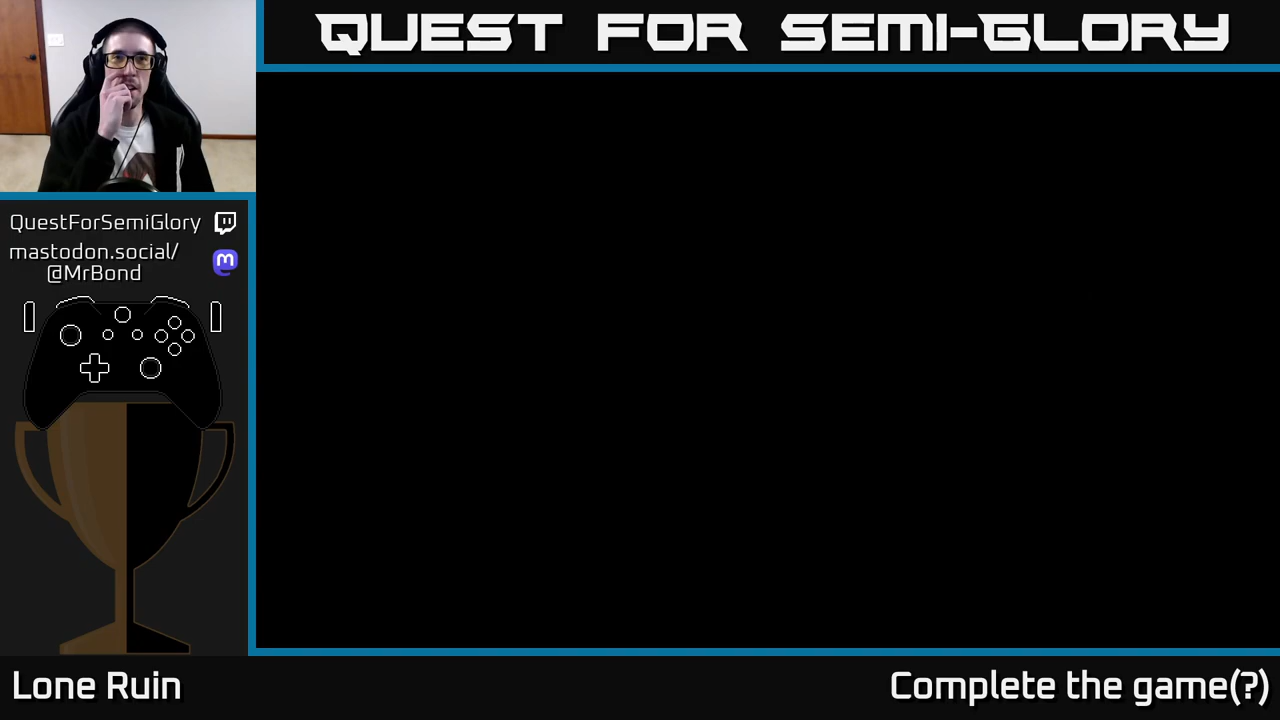 QUEST FOR SEMI-GLORY
QuestForSemiGlory
mastodon.social/
@MrBond
Lone Ruin
Complete the game(?)